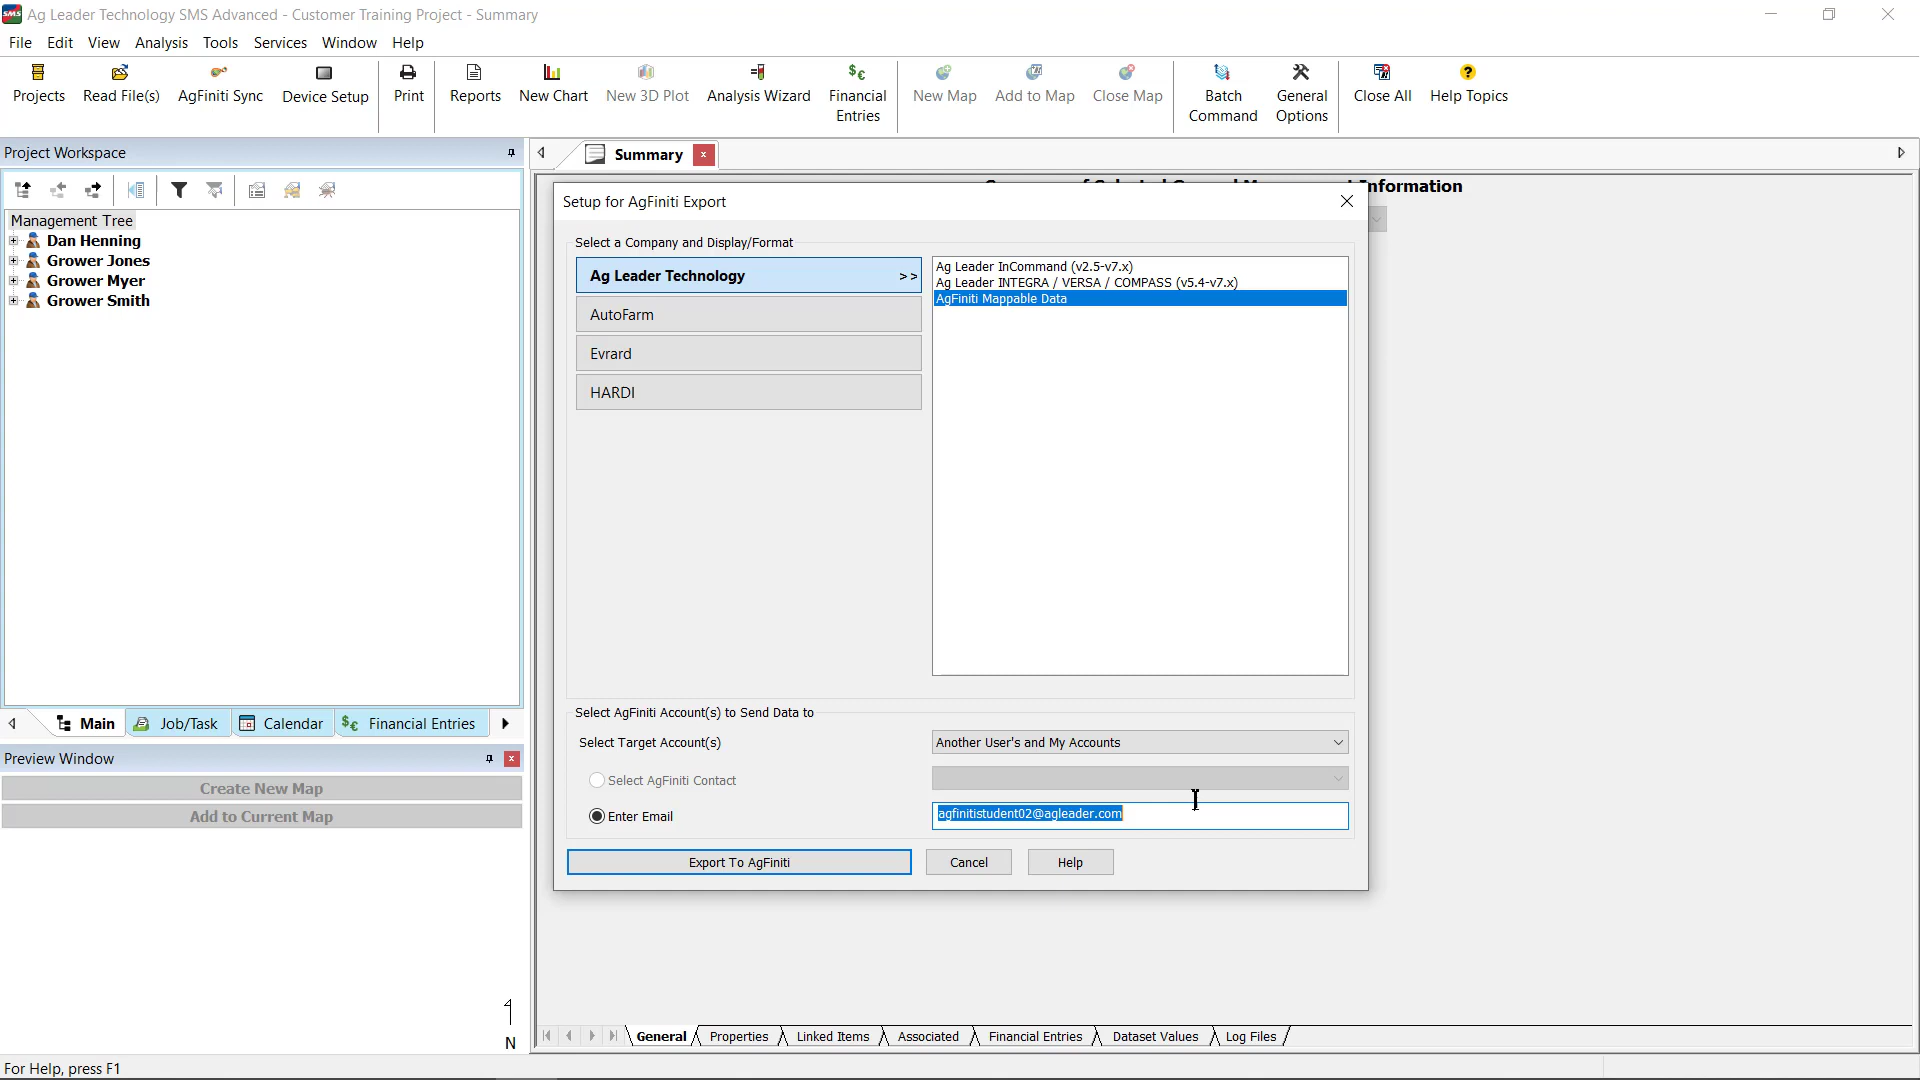 Ag Leader Technology SMS Advanced - Customer Training Project - Summary
File Edit View Analysis Tools Services Window Help
Projects Read File(s) AgFiniti Sync Device Setup Print Reports New Chart New 3D Plot Analysis Wizard Financial Entries New Map Add to Map Close Map Batch Command General Options Close All Help Topics
Project Workspace
Summary
Management Tree
Dan Henning
Grower Jones
Grower Myer
Grower Smith
Main Job/Task Calendar Financial Entries
Preview Window
Create New Map
Add to Current Map
N
nformation
Setup for AgFiniti Export
Select a Company and Display/Format
Ag Leader Technology >>
AutoFarm
Evrard
HARDI
Ag Leader InCommand (v2.5-v7.x)
Ag Leader INTEGRA / VERSA / COMPASS (v5.4-v7.x)
AgFiniti Mappable Data
Select AgFiniti Account(s) to Send Data to
Select Target Account(s) Another User's and My Accounts
Select AgFiniti Contact
Enter Email agfinitistudent02@agleader.com
Export To AgFiniti Cancel Help
General Properties Linked Items Associated Financial Entries Dataset Values Log Files
For Help, press F1